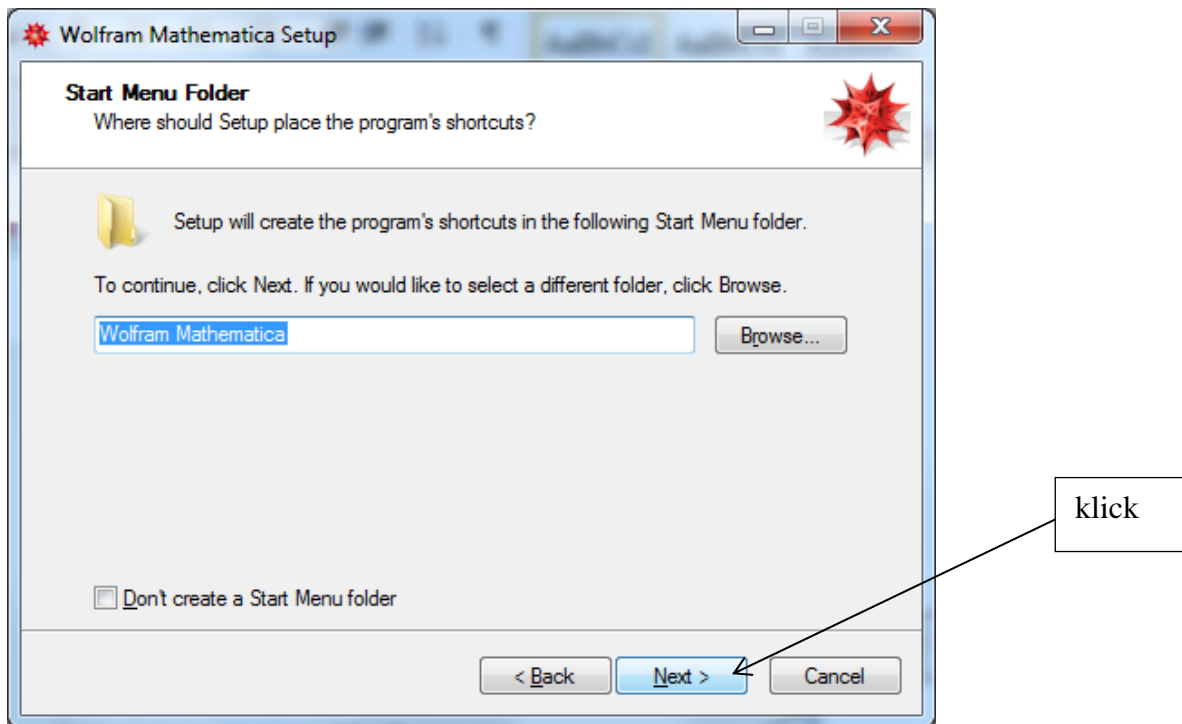 Wolfram Mathematica Setup
Start Menu Folder
Where should Setup place the program's shortcuts?
Setup will create the program's shortcuts in the following Start Menu folder.
To continue, click Next. If you would like to select a different folder, click Browse.
Wolfram Mathematica
Browse...
klick
Don't create a Start Menu folder
< Back
Next >
Cancel